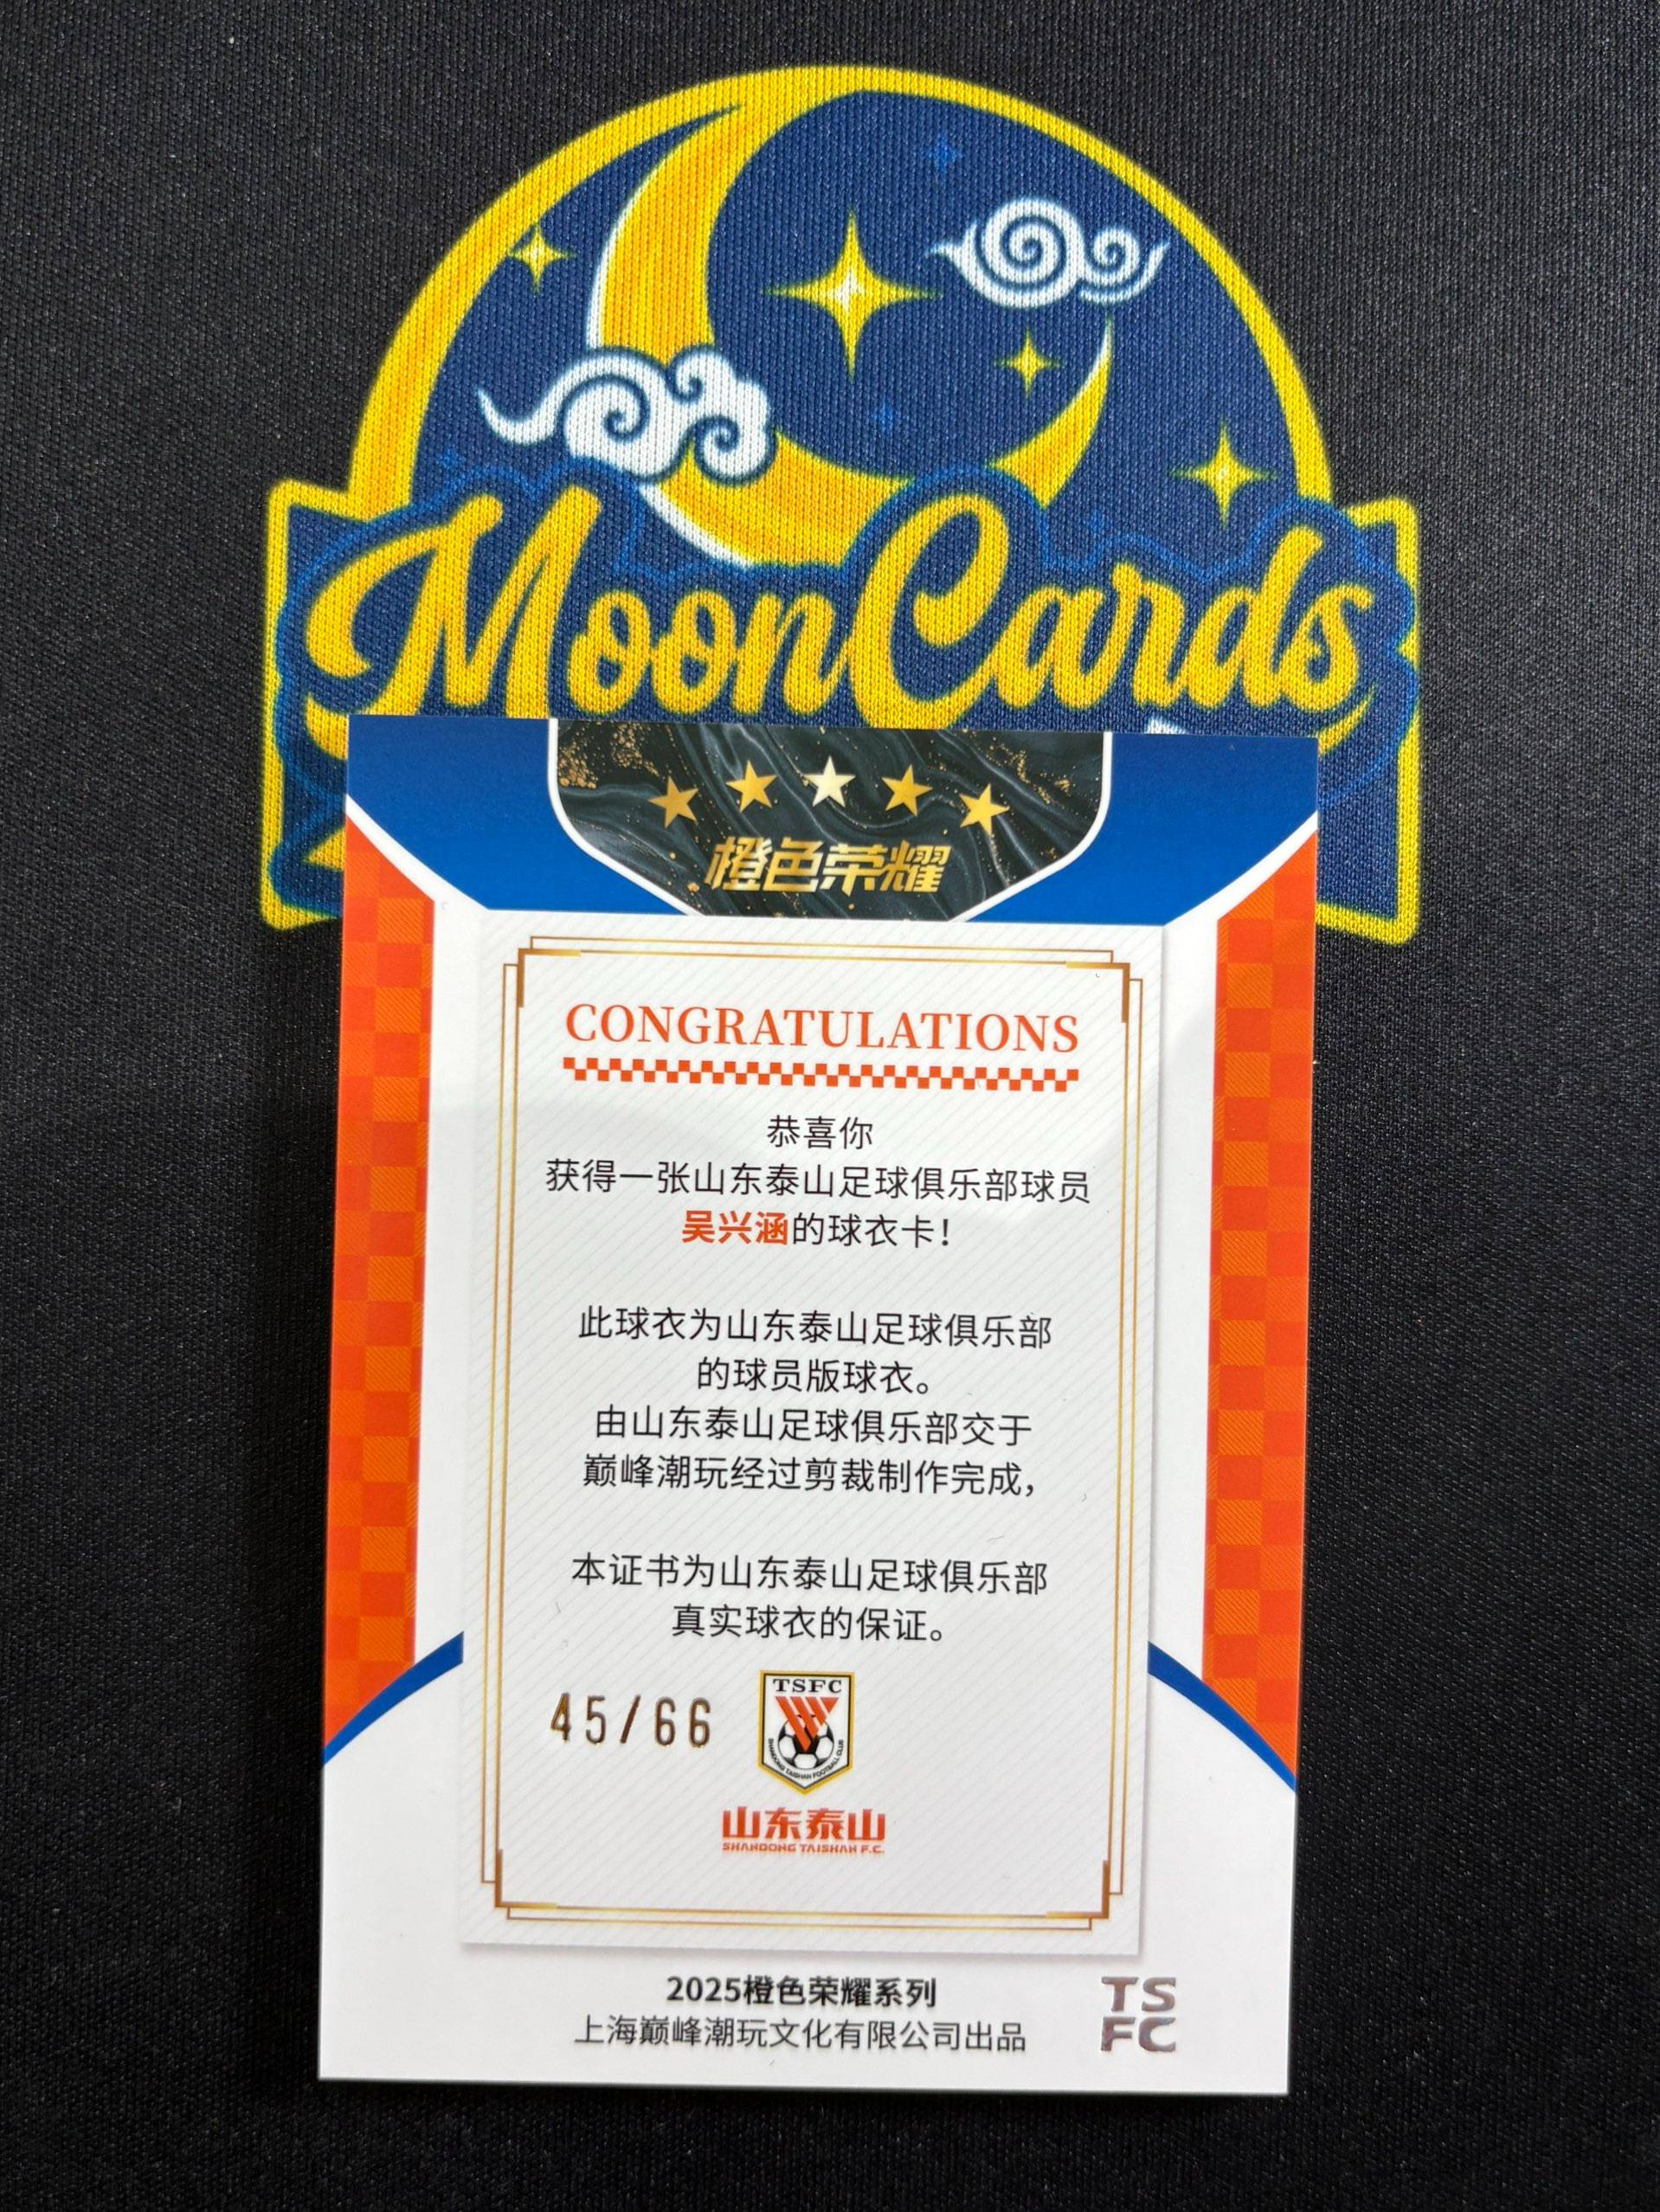 MoonCards
橙色荣耀
CONGRATULATIONS
恭喜你
获得一张山东泰山足球俱乐部球员
吴兴涵的球衣卡！
此球衣为山东泰山足球俱乐部
的球员版球衣。
由山东泰山足球俱乐部交于
巅峰潮玩经过剪裁制作完成，
本证书为山东泰山足球俱乐部
真实球衣的保证。
45/66
TSFC
SHANDONG TAISHAN FOOTBALL CLUB
山东泰山
SHANDONG TAISHAN F.C.
2025橙色荣耀系列
上海巅峰潮玩文化有限公司出品
TS
FC